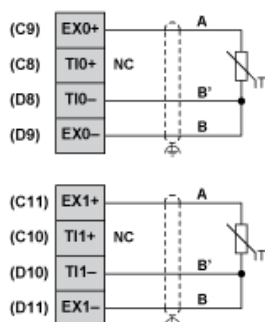 (C9) EX0+ A
(C8) TI0+ NC
(D8) TI0– B'
(D9) EX0– B
T
(C11) EX1+ A
(C10) TI1+ NC
(D10) TI1– B'
(D11) EX1– B
T